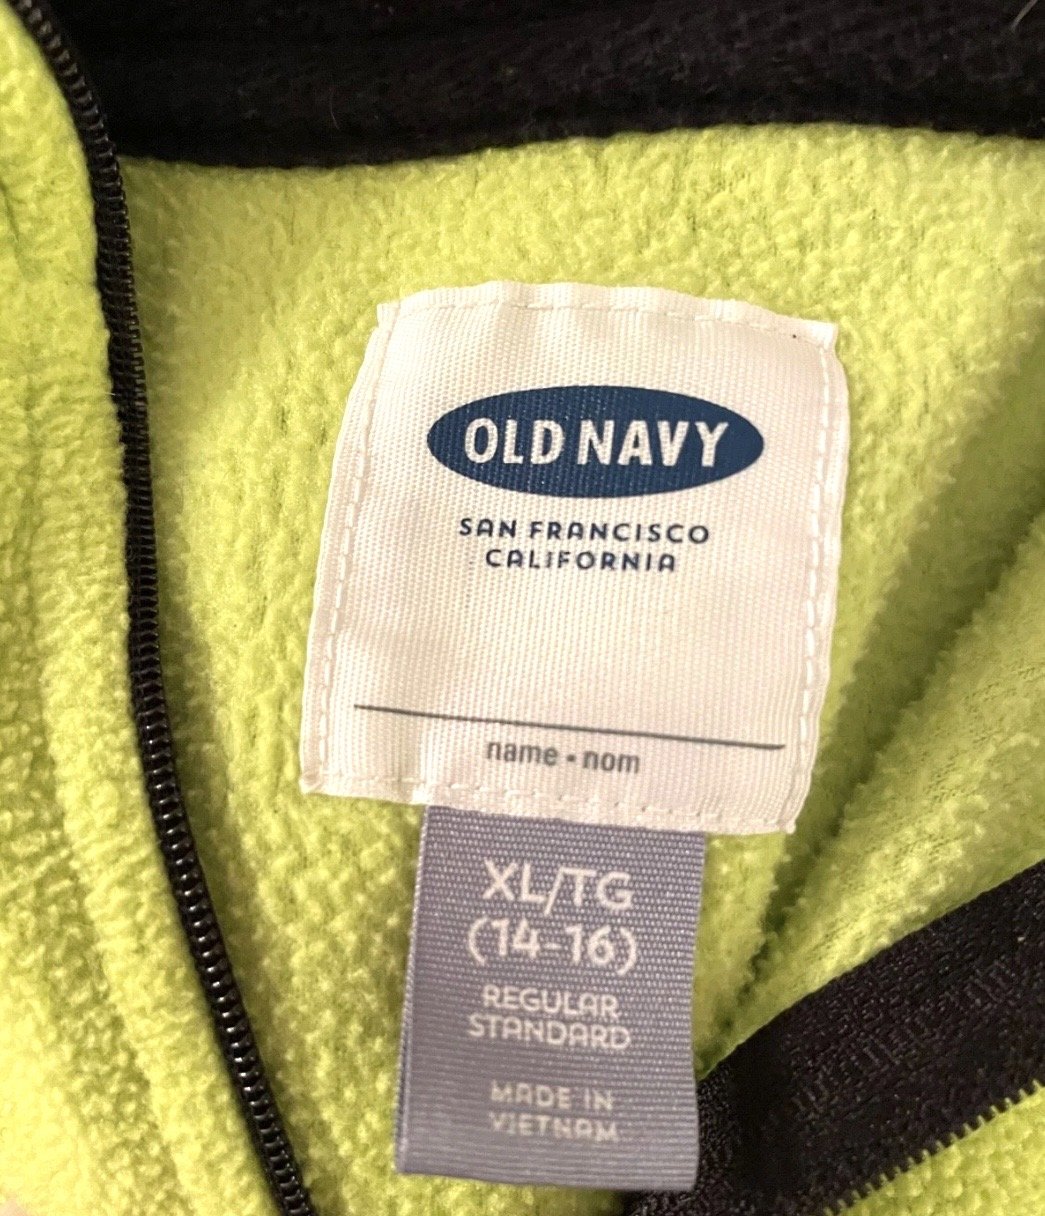 OLD NAVY
SAN FRANCISCO
CALIFORNIA
name • nom
XL/TG
(14-16)
REGULAR
STANDARD
MADE IN
VIETNAM